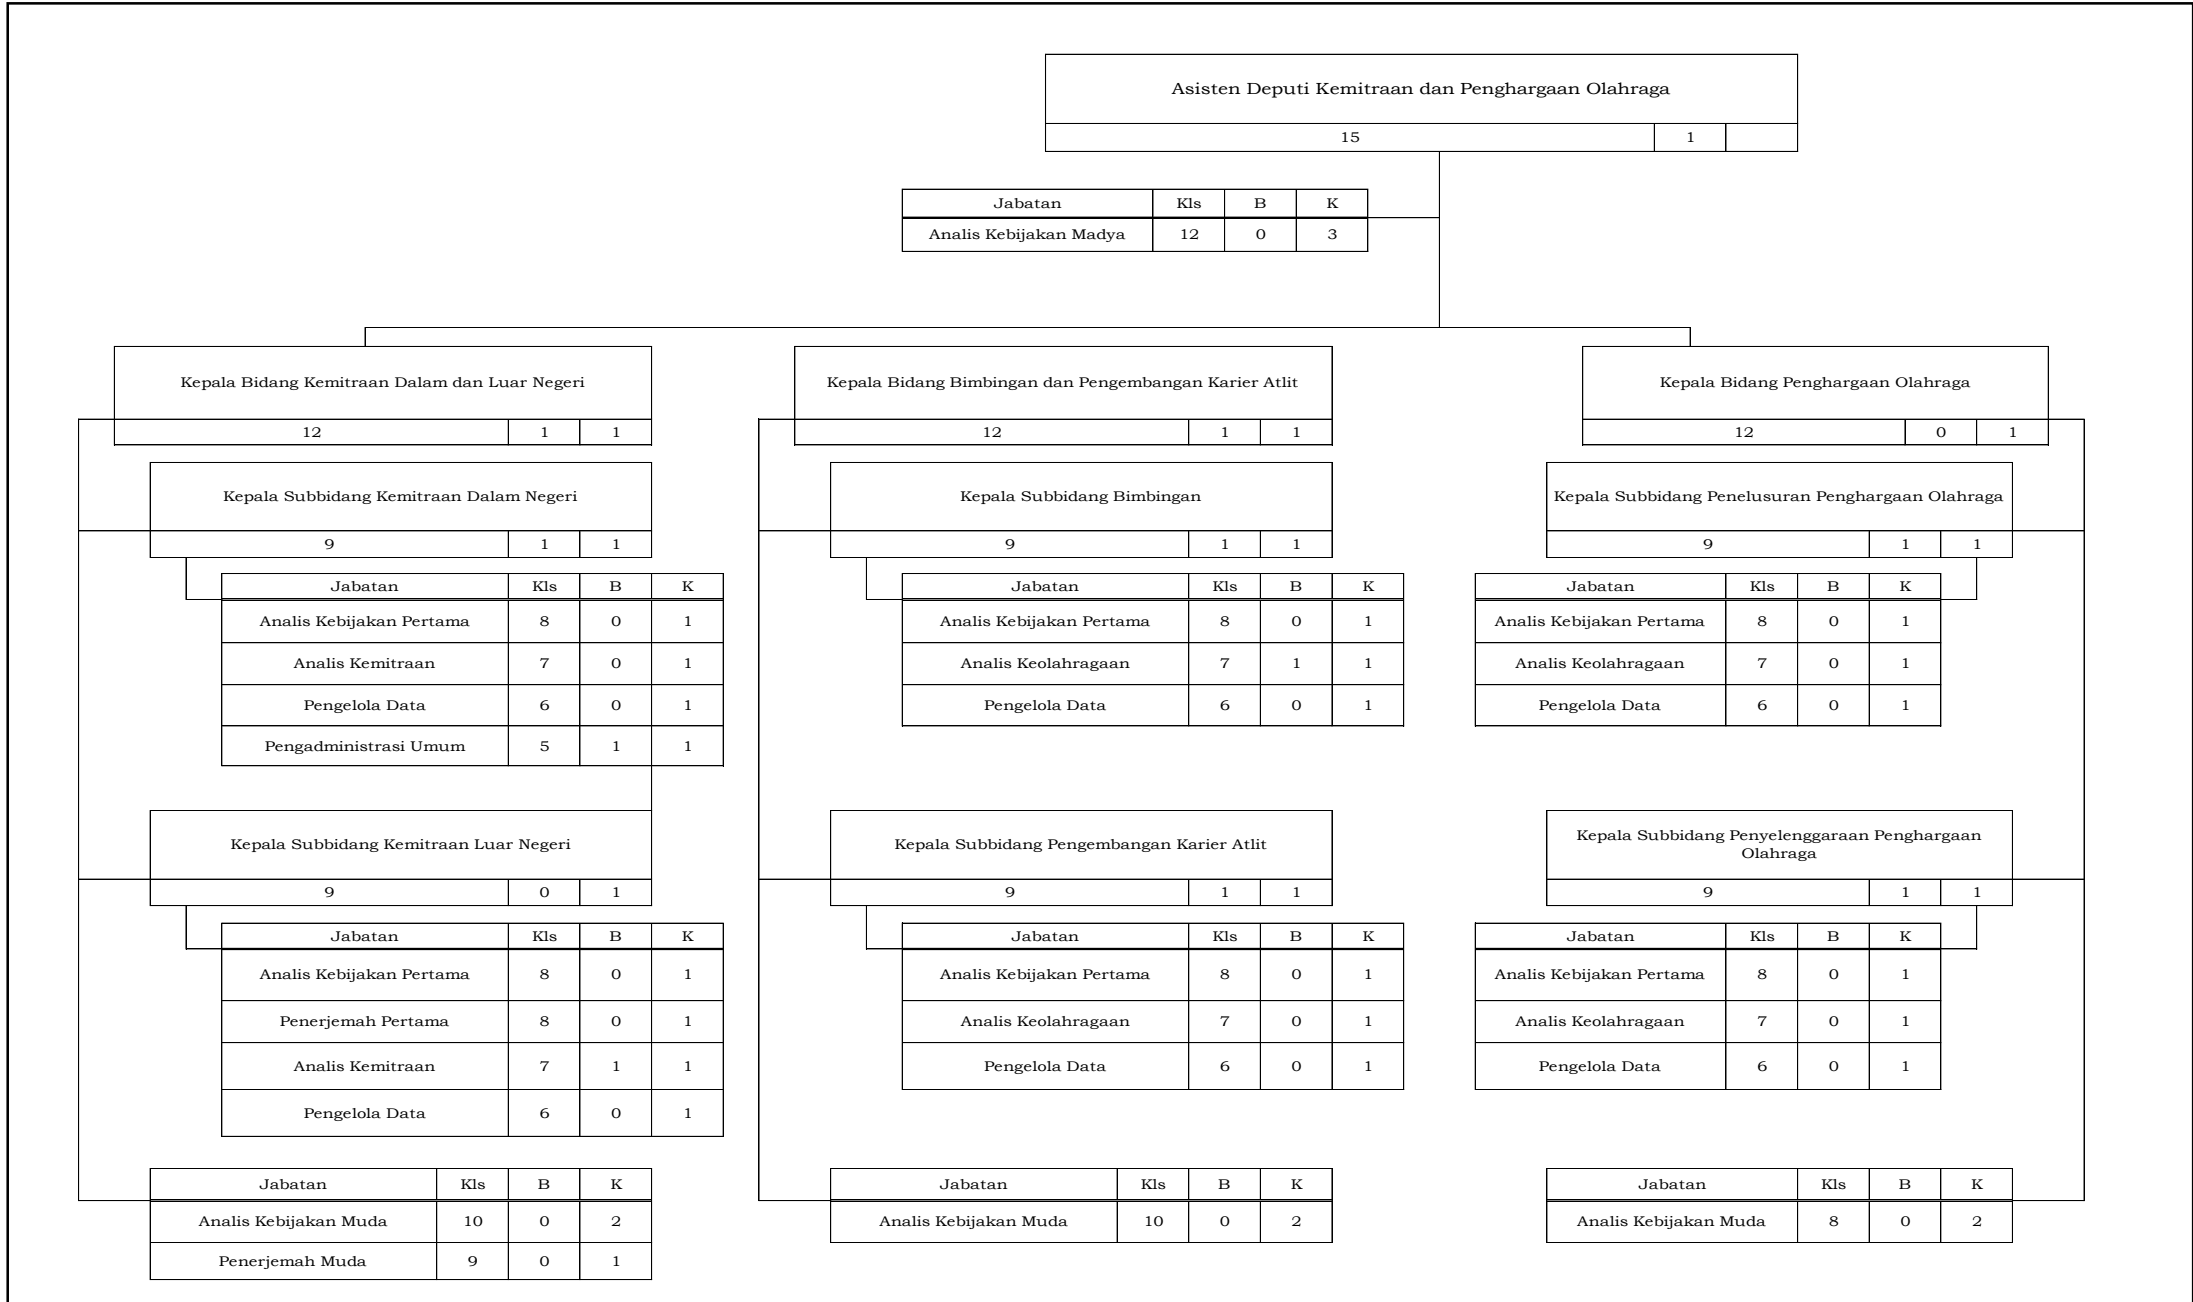 Asisten Deputi Kemitraan dan Penghargaan Olahraga
15 1
Jabatan Kls B K
Analis Kebijakan Madya 12 0 3
Kepala Bidang Kemitraan Dalam dan Luar Negeri
12 1 1
Kepala Subbidang Kemitraan Dalam Negeri
9 1 1
Jabatan Kls B K
Analis Kebijakan Pertama 8 0 1
Analis Kemitraan 7 0 1
Pengelola Data 6 0 1
Pengadministrasi Umum 5 1 1
Kepala Subbidang Kemitraan Luar Negeri
9 0 1
Jabatan Kls B K
Analis Kebijakan Pertama 8 0 1
Penerjemah Pertama 8 0 1
Analis Kemitraan 7 1 1
Pengelola Data 6 0 1
Jabatan Kls B K
Analis Kebijakan Muda 10 0 2
Penerjemah Muda 9 0 1
Kepala Bidang Bimbingan dan Pengembangan Karier Atlit
12 1 1
Kepala Subbidang Bimbingan
9 1 1
Jabatan Kls B K
Analis Kebijakan Pertama 8 0 1
Analis Keolahragaan 7 1 1
Pengelola Data 6 0 1
Kepala Subbidang Pengembangan Karier Atlit
9 1 1
Jabatan Kls B K
Analis Kebijakan Pertama 8 0 1
Analis Keolahragaan 7 0 1
Pengelola Data 6 0 1
Jabatan Kls B K
Analis Kebijakan Muda 10 0 2
Kepala Bidang Penghargaan Olahraga
12 0 1
Kepala Subbidang Penelusuran Penghargaan Olahraga
9 1 1
Jabatan Kls B K
Analis Kebijakan Pertama 8 0 1
Analis Keolahragaan 7 0 1
Pengelola Data 6 0 1
Kepala Subbidang Penyelenggaraan Penghargaan
Olahraga
9 1 1
Jabatan Kls B K
Analis Kebijakan Pertama 8 0 1
Analis Keolahragaan 7 0 1
Pengelola Data 6 0 1
Jabatan Kls B K
Analis Kebijakan Muda 8 0 2